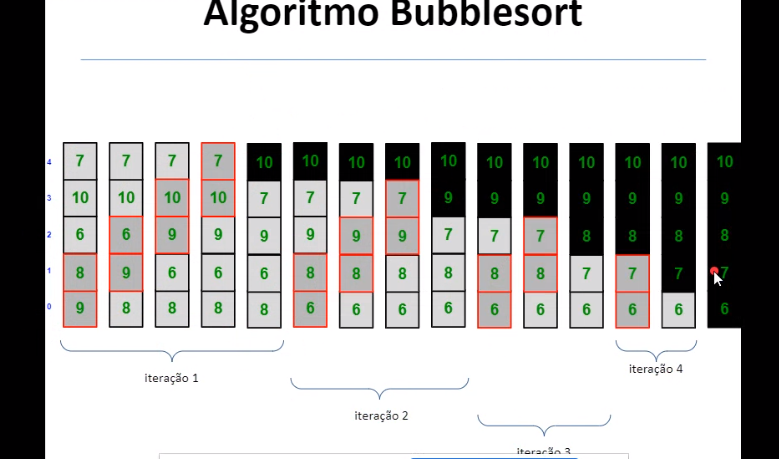 Algoritmo Bubblesort
4 7 7 7 7 10 10 10 10 10 10 10 10 10 10 10
3 10 10 10 10 7 7 7 7 9 9 9 9 9 9 9
2 6 6 9 9 9 9 9 9 7 7 7 8 8 8 8
1 8 9 6 6 6 8 8 8 8 8 8 7 7 7 7
0 9 8 8 8 8 6 6 6 6 6 6 6 6 6 6
iteração 1
iteração 2
iteração 3
iteração 4